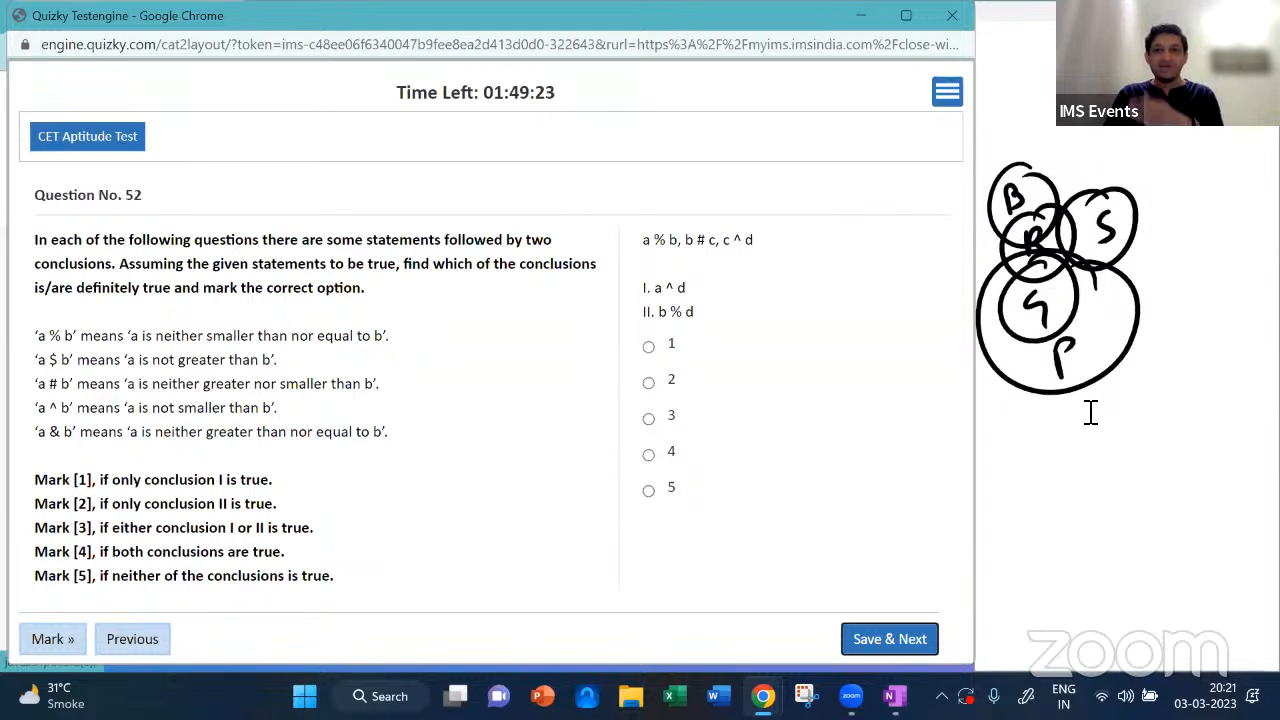 Quizky Testengine - Google Chrome
engine.quizky.com/cat2layout/?token=ims-c48ee06f6340047b9fee8ea2d413d0d0-322643&rurl=https%3A%2F%2Fmyims.imsindia.com%2Fclose-wi...
Time Left: 01:49:23
CET Aptitude Test
Question No. 52
In each of the following questions there are some statements followed by two
conclusions. Assuming the given statements to be true, find which of the conclusions
is/are definitely true and mark the correct option.
‘a % b’ means ‘a is neither smaller than nor equal to b’.
‘a $ b’ means ‘a is not greater than b’.
‘a # b’ means ‘a is neither greater nor smaller than b’.
‘a ^ b’ means ‘a is not smaller than b’.
‘a & b’ means ‘a is neither greater than nor equal to b’.
Mark [1], if only conclusion I is true.
Mark [2], if only conclusion II is true.
Mark [3], if either conclusion I or II is true.
Mark [4], if both conclusions are true.
Mark [5], if neither of the conclusions is true.
a % b, b # c, c ^ d
I. a ^ d
II. b % d
1
2
3
4
5
Mark »
Previous
Save & Next
IMS Events
B
R
S
G
P
zoom
31°C
Smoke
Search
zoom
ENG
IN
20:21
03-03-2023